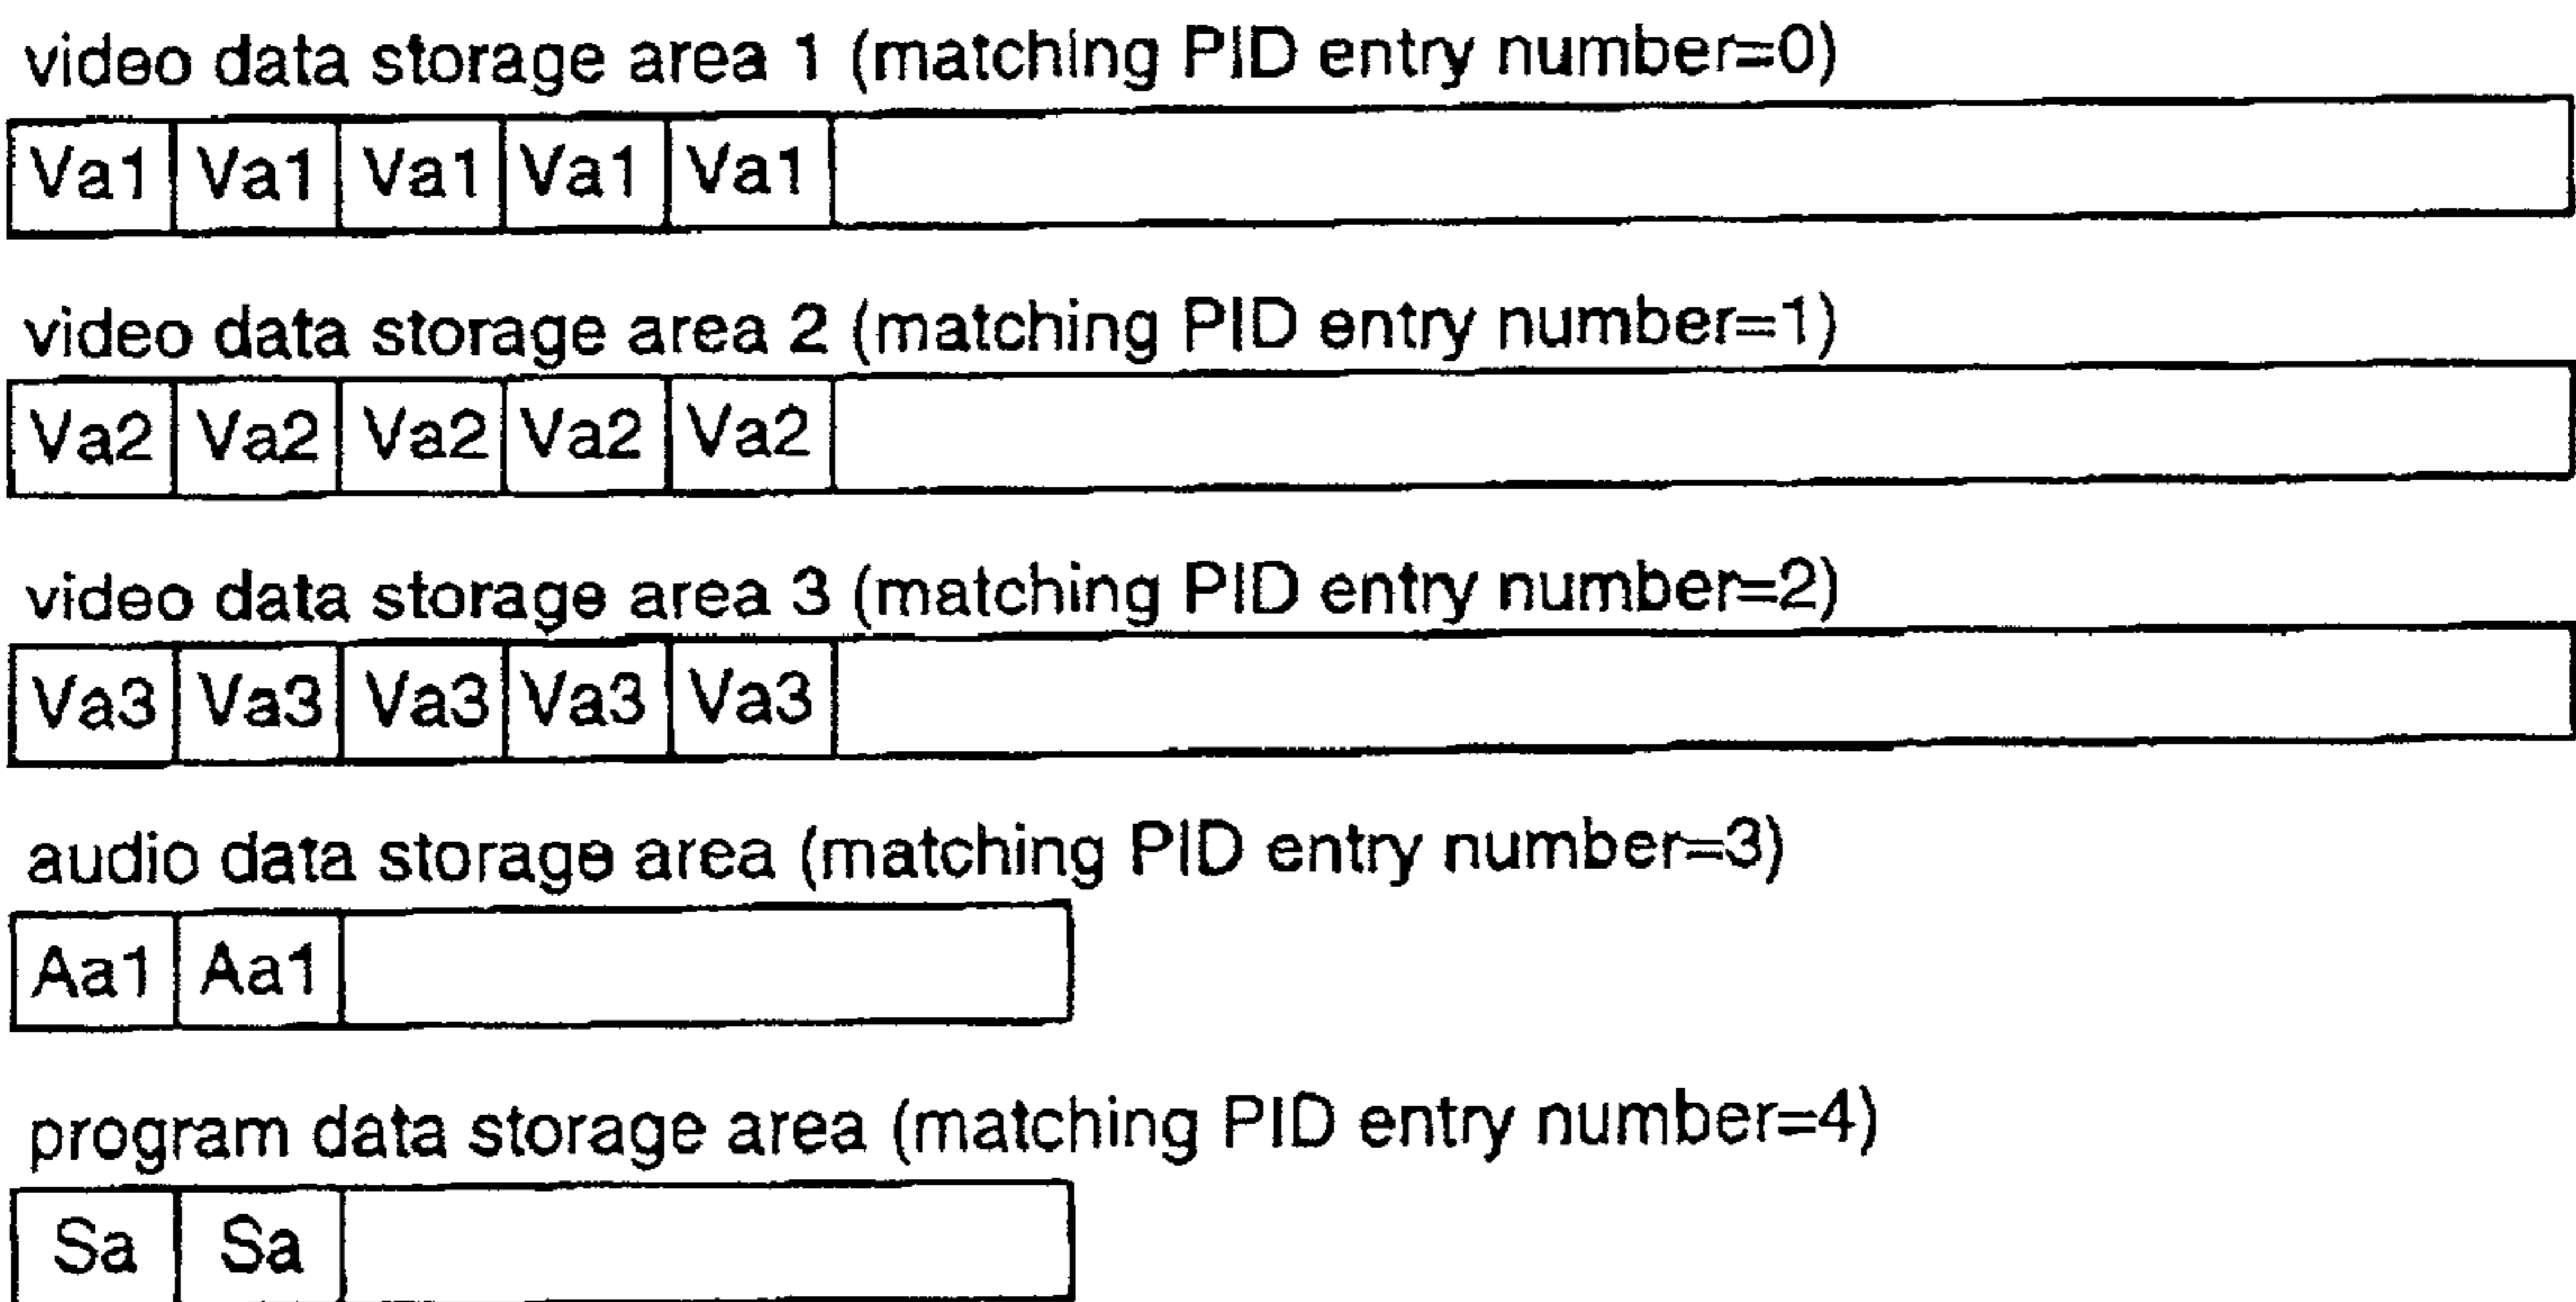 video data storage area 1 (matching PID entry number=0)
Va1 Va1 Va1 Va1 Va1
video data storage area 2 (matching PID entry number=1)
Va2 Va2 Va2 Va2 Va2
video data storage area 3 (matching PID entry number=2)
Va3 Va3 Va3 Va3 Va3
audio data storage area (matching PID entry number=3)
Aa1 Aa1
program data storage area (matching PID entry number=4)
Sa Sa